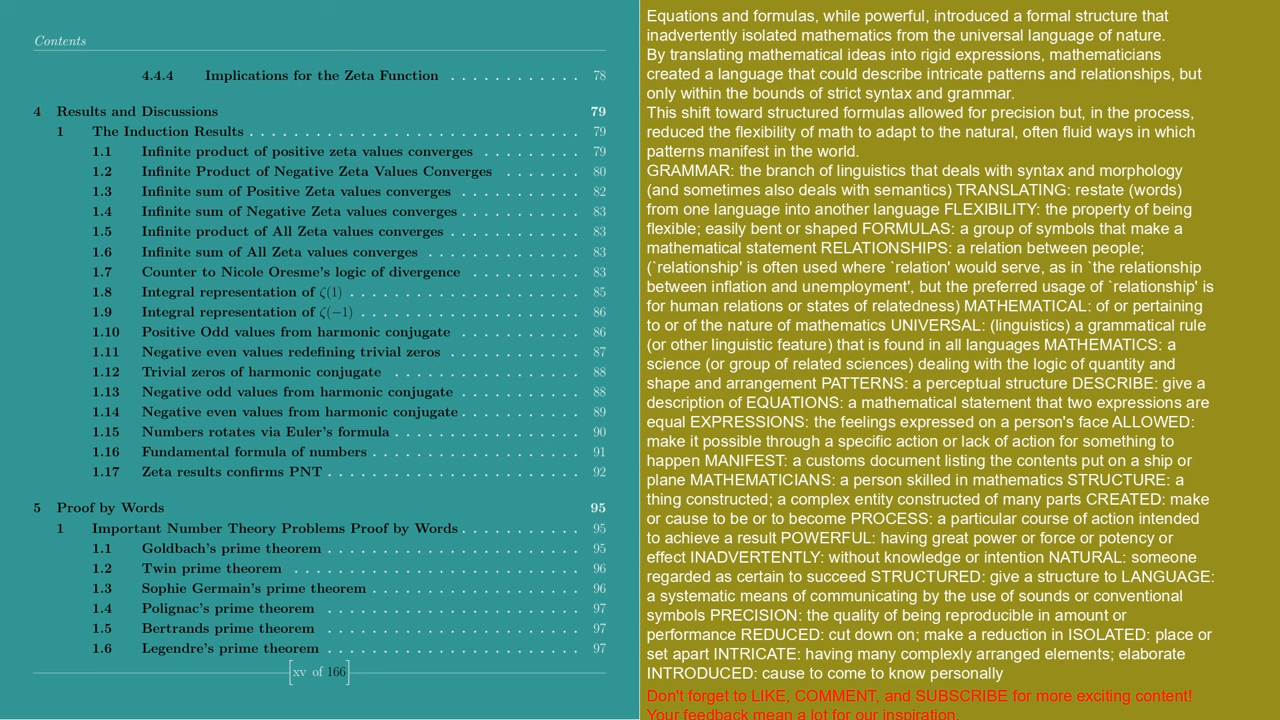 Contents
4.4.4 Implications for the Zeta Function . . . . . . . . . . . . 78
4 Results and Discussions 79
1 The Induction Results . . . . . . . . . . . . . . . . . . . . . . . . . . . . . . 79
1.1 Infinite product of positive zeta values converges . . . . . . . . . 79
1.2 Infinite Product of Negative Zeta Values Converges . . . . . . . 80
1.3 Infinite sum of Positive Zeta values converges . . . . . . . . . . . 82
1.4 Infinite sum of Negative Zeta values converges . . . . . . . . . . . 83
1.5 Infinite product of All Zeta values converges . . . . . . . . . . . . 83
1.6 Infinite sum of All Zeta values converges . . . . . . . . . . . . . . 83
1.7 Counter to Nicole Oresme's logic of divergence . . . . . . . . . . 83
1.8 Integral representation of ζ(1) . . . . . . . . . . . . . . . . . . . . . 85
1.9 Integral representation of ζ(−1) . . . . . . . . . . . . . . . . . . . . 86
1.10 Positive Odd values from harmonic conjugate . . . . . . . . . . . 86
1.11 Negative even values redefining trivial zeros . . . . . . . . . . . . 87
1.12 Trivial zeros of harmonic conjugate . . . . . . . . . . . . . . . . . 88
1.13 Negative odd values from harmonic conjugate . . . . . . . . . . . 88
1.14 Negative even values from harmonic conjugate . . . . . . . . . . . 89
1.15 Numbers rotates via Euler's formula . . . . . . . . . . . . . . . . . 90
1.16 Fundamental formula of numbers . . . . . . . . . . . . . . . . . . . 91
1.17 Zeta results confirms PNT . . . . . . . . . . . . . . . . . . . . . . . 92
5 Proof by Words 95
1 Important Number Theory Problems Proof by Words . . . . . . . . . . . 95
1.1 Goldbach's prime theorem . . . . . . . . . . . . . . . . . . . . . . . 95
1.2 Twin prime theorem . . . . . . . . . . . . . . . . . . . . . . . . . . 96
1.3 Sophie Germain's prime theorem . . . . . . . . . . . . . . . . . . . 96
1.4 Polignac's prime theorem . . . . . . . . . . . . . . . . . . . . . . . 97
1.5 Bertrands prime theorem . . . . . . . . . . . . . . . . . . . . . . . 97
1.6 Legendre's prime theorem . . . . . . . . . . . . . . . . . . . . . . . 97
[xv of 166]
Equations and formulas, while powerful, introduced a formal structure that
inadvertently isolated mathematics from the universal language of nature.
By translating mathematical ideas into rigid expressions, mathematicians
created a language that could describe intricate patterns and relationships, but
only within the bounds of strict syntax and grammar.
This shift toward structured formulas allowed for precision but, in the process,
reduced the flexibility of math to adapt to the natural, often fluid ways in which
patterns manifest in the world.
GRAMMAR: the branch of linguistics that deals with syntax and morphology
(and sometimes also deals with semantics) TRANSLATING: restate (words)
from one language into another language FLEXIBILITY: the property of being
flexible; easily bent or shaped FORMULAS: a group of symbols that make a
mathematical statement RELATIONSHIPS: a relation between people;
(`relationship' is often used where `relation' would serve, as in `the relationship
between inflation and unemployment', but the preferred usage of `relationship' is
for human relations or states of relatedness) MATHEMATICAL: of or pertaining
to or of the nature of mathematics UNIVERSAL: (linguistics) a grammatical rule
(or other linguistic feature) that is found in all languages MATHEMATICS: a
science (or group of related sciences) dealing with the logic of quantity and
shape and arrangement PATTERNS: a perceptual structure DESCRIBE: give a
description of EQUATIONS: a mathematical statement that two expressions are
equal EXPRESSIONS: the feelings expressed on a person's face ALLOWED:
make it possible through a specific action or lack of action for something to
happen MANIFEST: a customs document listing the contents put on a ship or
plane MATHEMATICIANS: a person skilled in mathematics STRUCTURE: a
thing constructed; a complex entity constructed of many parts CREATED: make
or cause to be or to become PROCESS: a particular course of action intended
to achieve a result POWERFUL: having great power or force or potency or
effect INADVERTENTLY: without knowledge or intention NATURAL: someone
regarded as certain to succeed STRUCTURED: give a structure to LANGUAGE:
a systematic means of communicating by the use of sounds or conventional
symbols PRECISION: the quality of being reproducible in amount or
performance REDUCED: cut down on; make a reduction in ISOLATED: place or
set apart INTRICATE: having many complexly arranged elements; elaborate
INTRODUCED: cause to come to know personally
Don't forget to LIKE, COMMENT, and SUBSCRIBE for more exciting content!
Your feedback mean a lot for our inspiration.